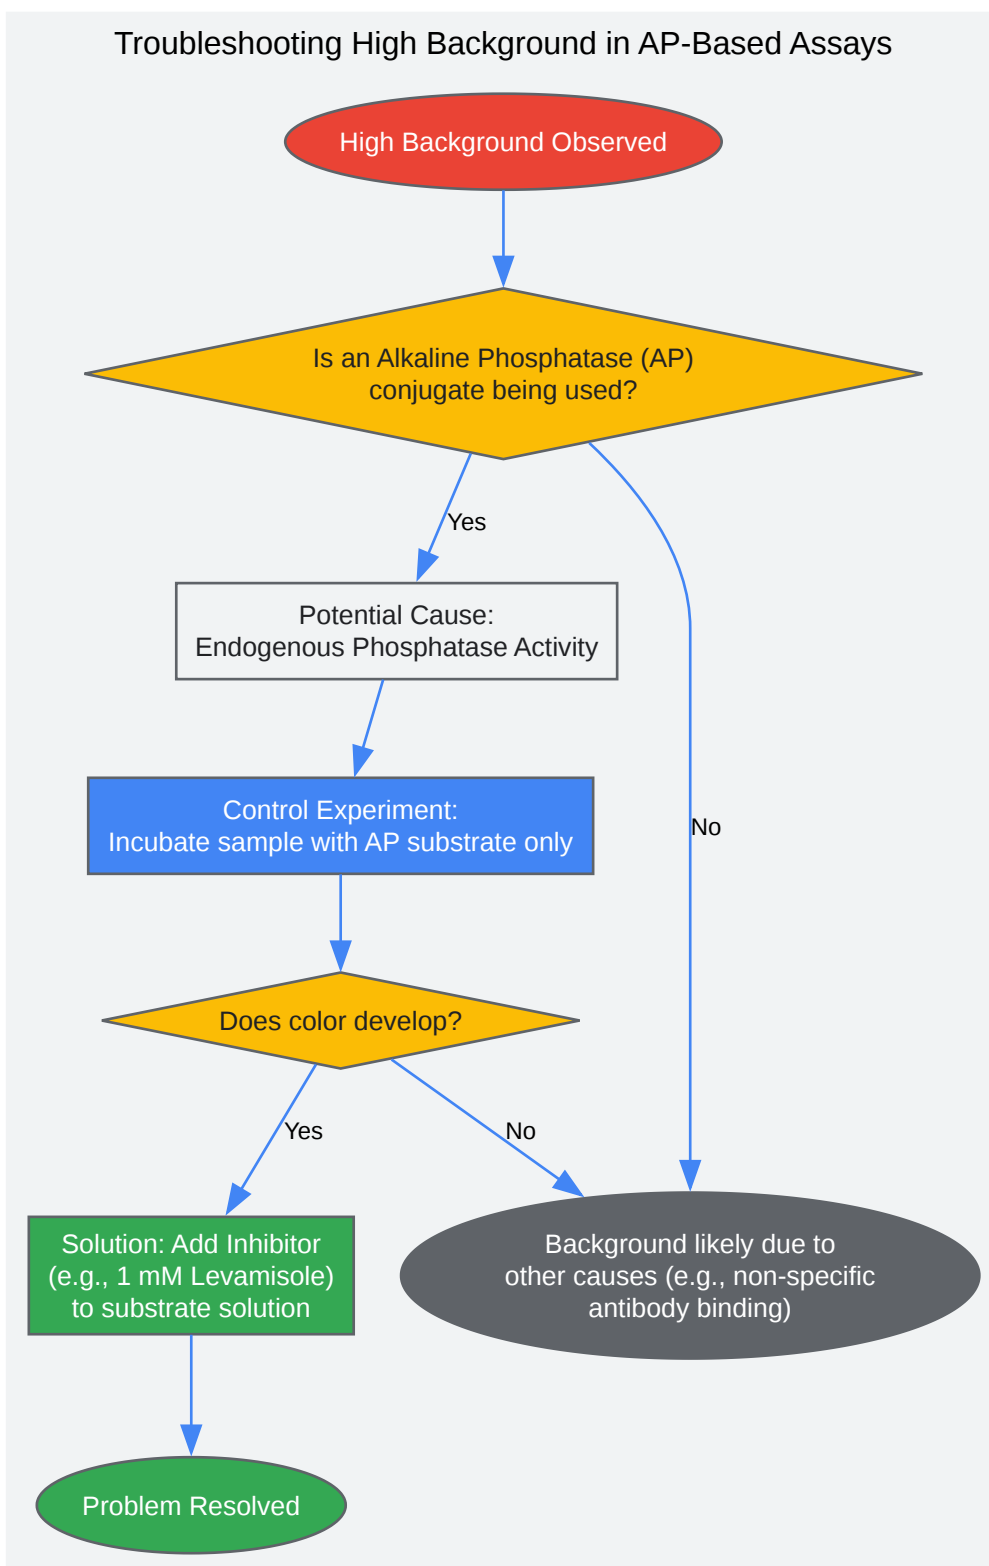 Troubleshooting High Background in AP-Based Assays
High Background Observed
Is an Alkaline Phosphatase (AP)
conjugate being used?
Yes
Potential Cause:
Endogenous Phosphatase Activity
Control Experiment:
Incubate sample with AP substrate only
No
Does color develop?
Yes
No
Solution: Add Inhibitor
(e.g., 1 mM Levamisole)
to substrate solution
Background likely due to
other causes (e.g., non-specific
antibody binding)
Problem Resolved